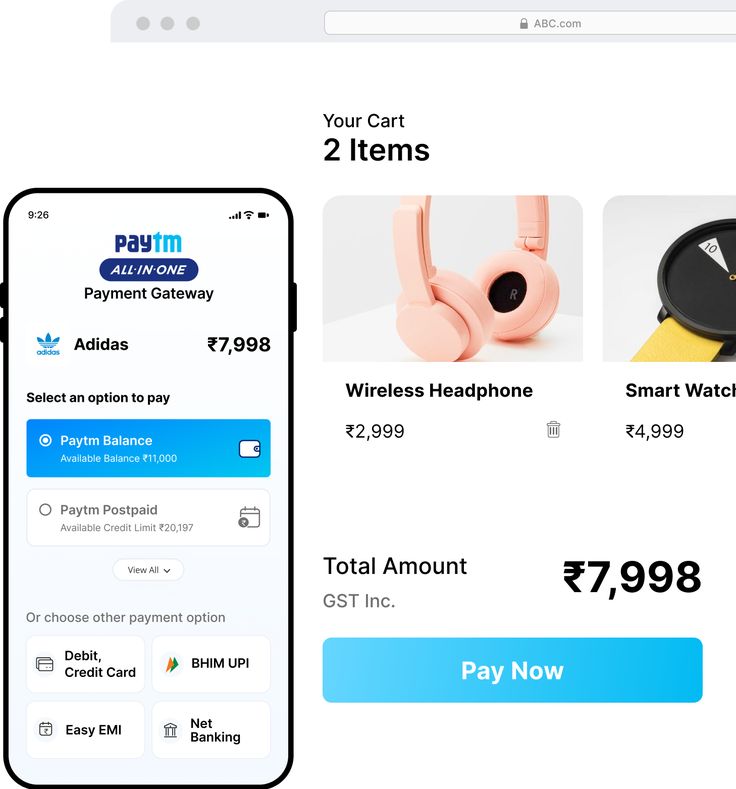 ABC.com
Your Cart
2 Items
Wireless Headphone
₹2,999
10
Smart Watch
₹4,999
R
Total Amount
GST Inc.
₹7,998
Pay Now
9:26
paytm
ALL-IN-ONE
Payment Gateway
adidas
Adidas
₹7,998
Select an option to pay
Paytm Balance
Available Balance ₹11,000
Paytm Postpaid
Available Credit Limit ₹20,197
₹
View All
Or choose other payment option
Debit,
Credit Card
BHIM UPI
Easy EMI
₹
Net
Banking